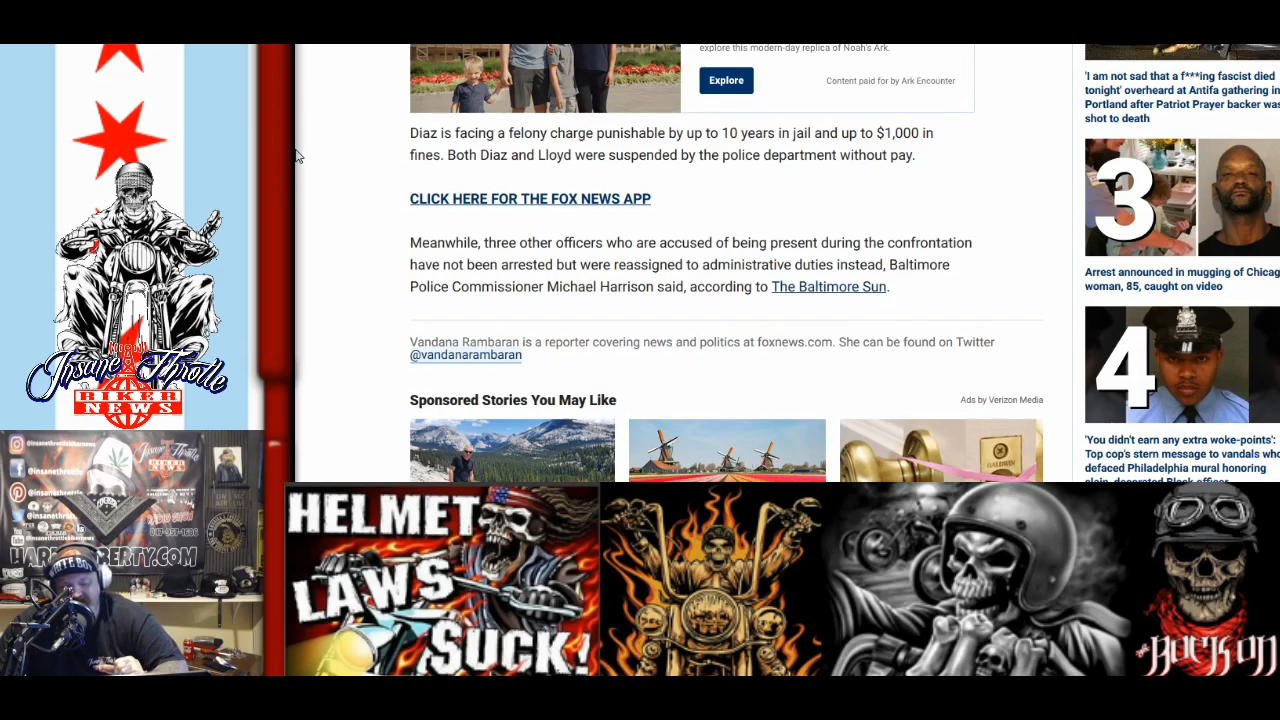 explore this modern-day replica of Noah's Ark.
Explore
Content paid for by Ark Encounter
Diaz is facing a felony charge punishable by up to 10 years in jail and up to $1,000 in
fines. Both Diaz and Lloyd were suspended by the police department without pay.
CLICK HERE FOR THE FOX NEWS APP
Meanwhile, three other officers who are accused of being present during the confrontation
have not been arrested but were reassigned to administrative duties instead, Baltimore
Police Commissioner Michael Harrison said, according to The Baltimore Sun.
Vandana Rambaran is a reporter covering news and politics at foxnews.com. She can be found on Twitter
@vandanarambaran
Sponsored Stories You May Like
Ads by Verizon Media
'I am not sad that a f***ing fascist died
tonight' overheard at Antifa gathering in
Portland after Patriot Prayer backer was
shot to death
3
Arrest announced in mugging of Chicag
woman, 85, caught on video
4
'You didn't earn any extra woke-points':
Top cop's stern message to vandals who
defaced Philadelphia mural honoring
slain, decorated Black officer
Insane Throttle
BIKER
NEWS
@insanethrottlebikernews
@insanethrottle
@insanethro
HELMET
LAWS
SUCK!
ROCK ON